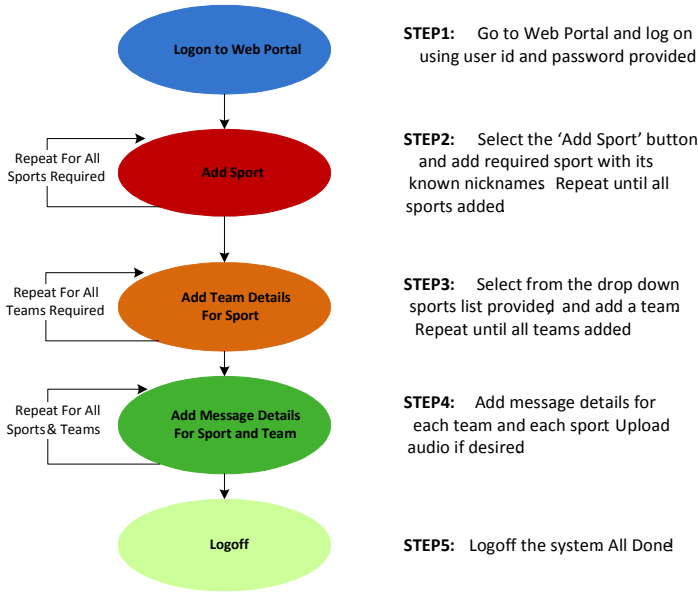 Logon to Web Portal
STEP1: Go to Web Portal and log on
using user id and password provided
Repeat For All
Sports Required
Add Sport
STEP2: Select the ‘Add Sport’ button
and add required sport with its
known nicknames Repeat until all
sports added
Repeat For All
Teams Required
Add Team Details
For Sport
STEP3: Select from the drop down
sports list provided, and add a team.
Repeat until all teams added
Repeat For All
Sports & Teams
Add Message Details
For Sport and Team
STEP4: Add message details for
each team and each sport. Upload
audio if desired
Logoff
STEP5: Logoff the system. All Done!